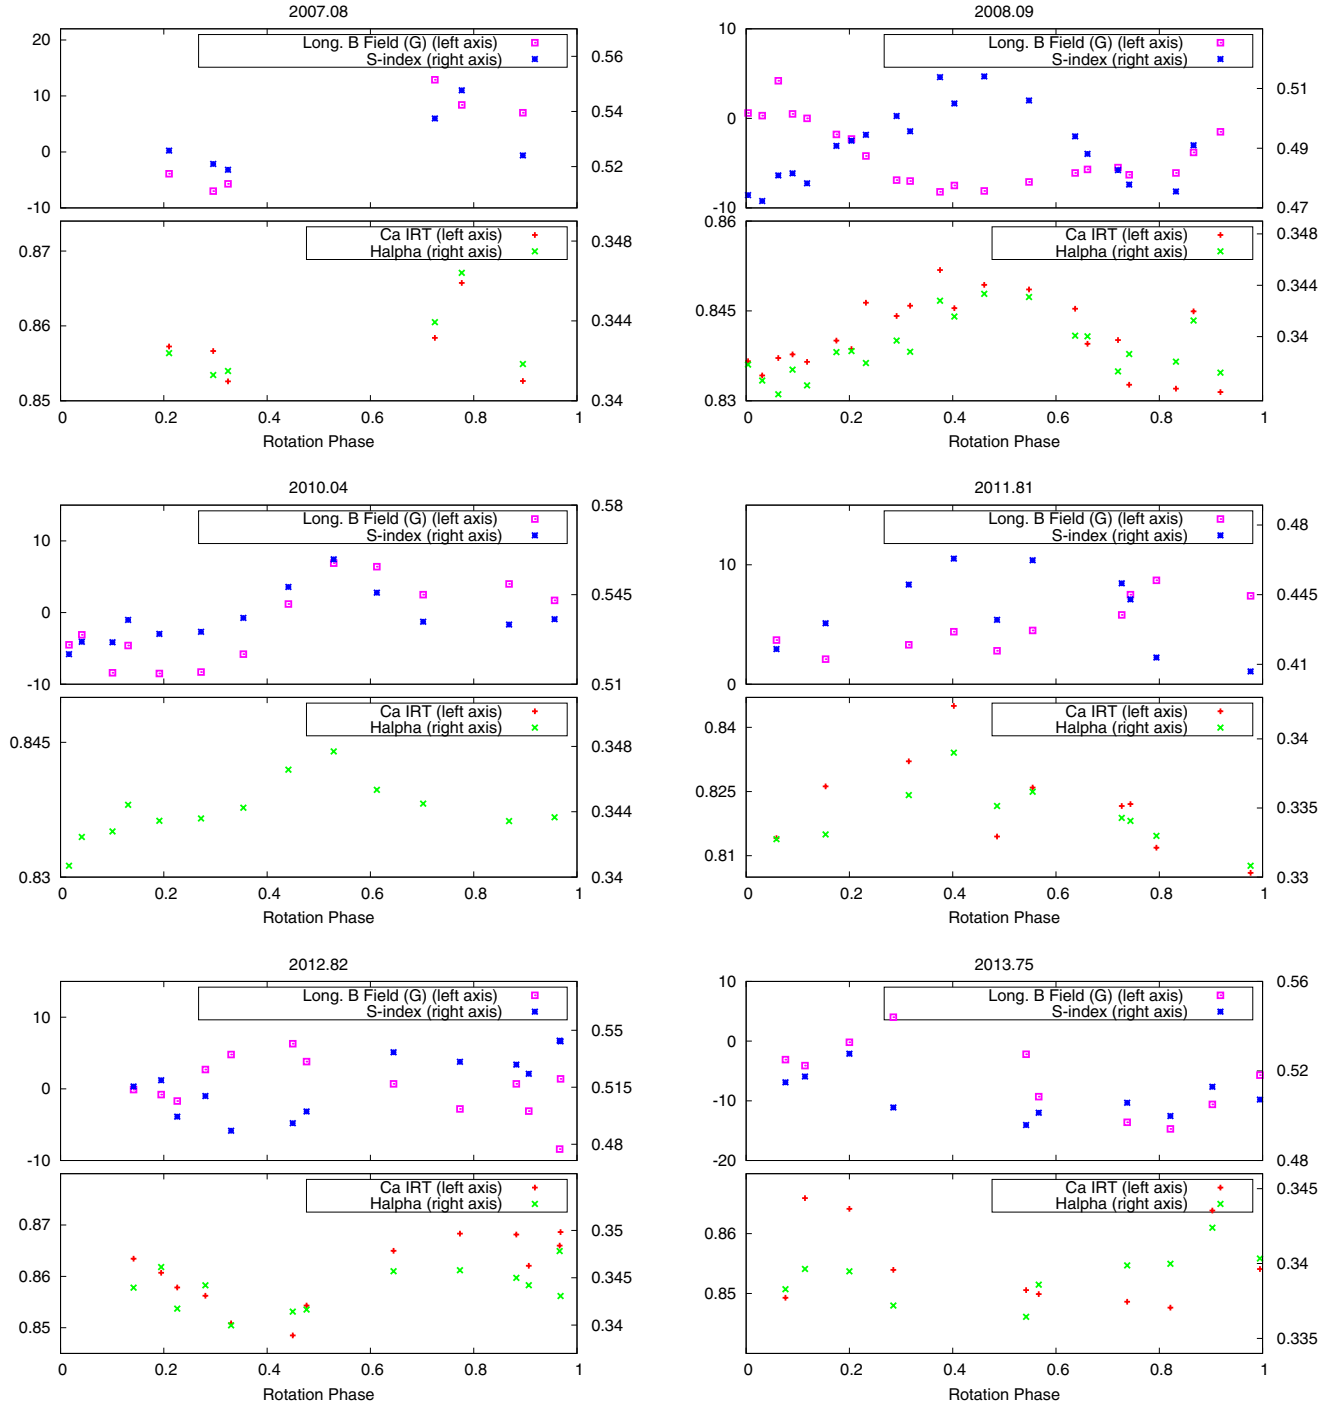 2007.08
20
10
0
-10
0.56
0.54
0.52
Long. B Field (G) (left axis)
S-index (right axis)
0.87
0.86
0.85
0.348
0.344
0.34
Ca IRT (left axis)
Halpha (right axis)
0 0.2 0.4 0.6 0.8 1
Rotation Phase
2008.09
10
5
0
-5
-10
0.51
0.49
0.47
Long. B Field (G) (left axis)
S-index (right axis)
0.86
0.845
0.83
0.348
0.344
0.34
Ca IRT (left axis)
Halpha (right axis)
0 0.2 0.4 0.6 0.8 1
Rotation Phase
2010.04
10
0
-10
0.58
0.545
0.51
Long. B Field (G) (left axis)
S-index (right axis)
0.845
0.83
0.348
0.344
0.34
Ca IRT (left axis)
Halpha (right axis)
0 0.2 0.4 0.6 0.8 1
Rotation Phase
2011.81
10
0
0.48
0.445
0.41
Long. B Field (G) (left axis)
S-index (right axis)
0.84
0.825
0.81
0.34
0.335
0.33
Ca IRT (left axis)
Halpha (right axis)
0 0.2 0.4 0.6 0.8 1
Rotation Phase
2012.82
10
0
-10
0.55
0.515
0.48
Long. B Field (G) (left axis)
S-index (right axis)
0.87
0.86
0.85
0.35
0.345
0.34
Ca IRT (left axis)
Halpha (right axis)
0 0.2 0.4 0.6 0.8 1
Rotation Phase
2013.75
10
0
-10
-20
0.56
0.52
0.48
Long. B Field (G) (left axis)
S-index (right axis)
0.86
0.85
0.345
0.34
0.335
Ca IRT (left axis)
Halpha (right axis)
0 0.2 0.4 0.6 0.8 1
Rotation Phase